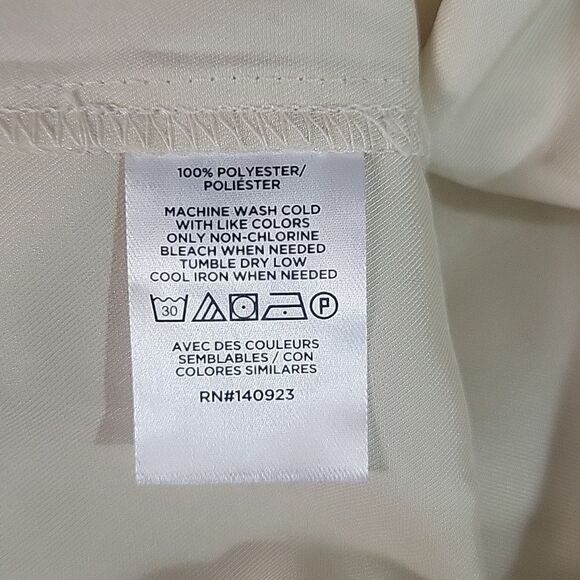 100% POLYESTER/
POLIÉSTER
MACHINE WASH COLD
WITH LIKE COLORS
ONLY NON-CHLORINE
BLEACH WHEN NEEDED
TUMBLE DRY LOW
COOL IRON WHEN NEEDED
30 P
AVEC DES COULEURS
SEMBLABLES / CON
COLORES SIMILARES
RN#140923